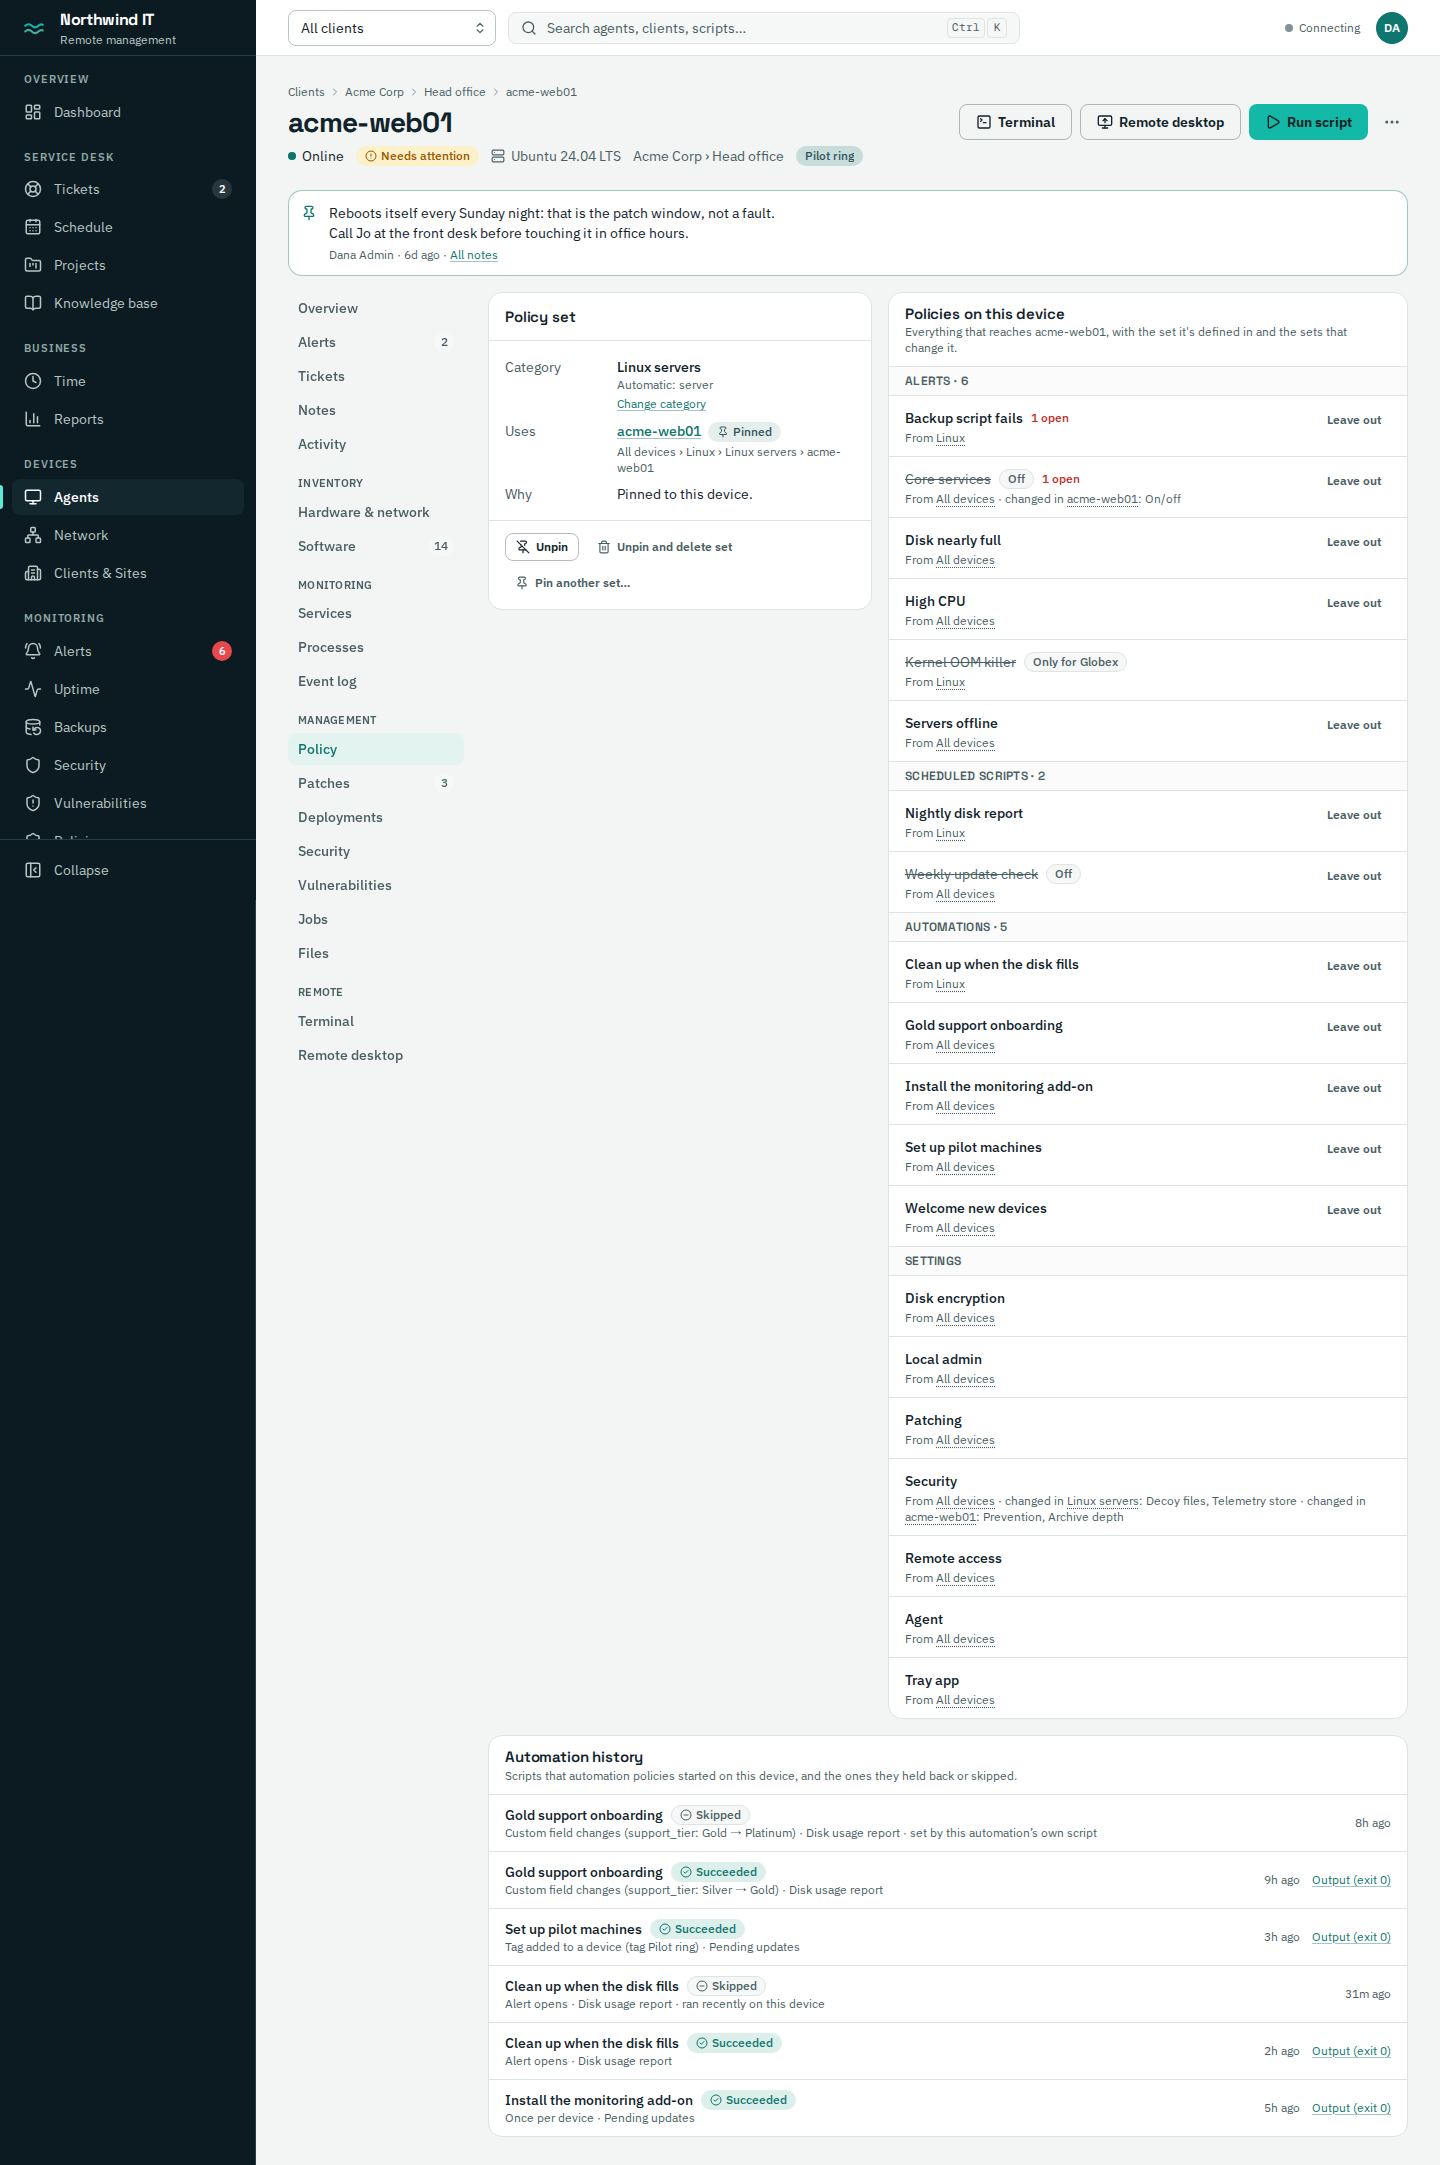 Northwind IT
Remote management
All clients
Search agents, clients, scripts...
Ctrl K
Connecting
DA
OVERVIEW
Dashboard
SERVICE DESK
Tickets 2
Schedule
Projects
Knowledge base
BUSINESS
Time
Reports
DEVICES
Agents
Network
Clients & Sites
MONITORING
Alerts 6
Uptime
Backups
Security
Vulnerabilities
Collapse
Clients > Acme Corp > Head office > acme-web01
acme-web01
Terminal
Remote desktop
Run script
Online Needs attention Ubuntu 24.04 LTS Acme Corp › Head office Pilot ring
Reboots itself every Sunday night: that is the patch window, not a fault.
Call Jo at the front desk before touching it in office hours.
Dana Admin · 6d ago · All notes
Overview
Alerts 2
Tickets
Notes
Activity
INVENTORY
Hardware & network
Software 14
MONITORING
Services
Processes
Event log
MANAGEMENT
Policy
Patches 3
Deployments
Security
Vulnerabilities
Jobs
Files
REMOTE
Terminal
Remote desktop
Policy set
Category Linux servers
Automatic: server
Change category
Uses acme-web01 Pinned
All devices › Linux › Linux servers › acme-
web01
Why Pinned to this device.
Unpin
Unpin and delete set
Pin another set...
Policies on this device
Everything that reaches acme-web01, with the set it's defined in and the sets that
change it.
ALERTS · 6
Backup script fails 1 open Leave out
From Linux
Core services Off 1 open Leave out
From All devices · changed in acme-web01: On/off
Disk nearly full Leave out
From All devices
High CPU Leave out
From All devices
Kernel OOM killer Only for Globex
From Linux
Servers offline Leave out
From All devices
SCHEDULED SCRIPTS · 2
Nightly disk report Leave out
From Linux
Weekly update check Off Leave out
From All devices
AUTOMATIONS · 5
Clean up when the disk fills Leave out
From Linux
Gold support onboarding Leave out
From All devices
Install the monitoring add-on Leave out
From All devices
Set up pilot machines Leave out
From All devices
Welcome new devices Leave out
From All devices
SETTINGS
Disk encryption
From All devices
Local admin
From All devices
Patching
From All devices
Security
From All devices · changed in Linux servers: Decoy files, Telemetry store · changed in
acme-web01: Prevention, Archive depth
Remote access
From All devices
Agent
From All devices
Tray app
From All devices
Automation history
Scripts that automation policies started on this device, and the ones they held back or skipped.
Gold support onboarding Skipped 8h ago
Custom field changes (support_tier: Gold → Platinum) · Disk usage report · set by this automation's own script
Gold support onboarding Succeeded 9h ago Output (exit 0)
Custom field changes (support_tier: Silver → Gold) · Disk usage report
Set up pilot machines Succeeded 3h ago Output (exit 0)
Tag added to a device (tag Pilot ring) · Pending updates
Clean up when the disk fills Skipped 31m ago
Alert opens · Disk usage report · ran recently on this device
Clean up when the disk fills Succeeded 2h ago Output (exit 0)
Alert opens · Disk usage report
Install the monitoring add-on Succeeded 5h ago Output (exit 0)
Once per device · Pending updates